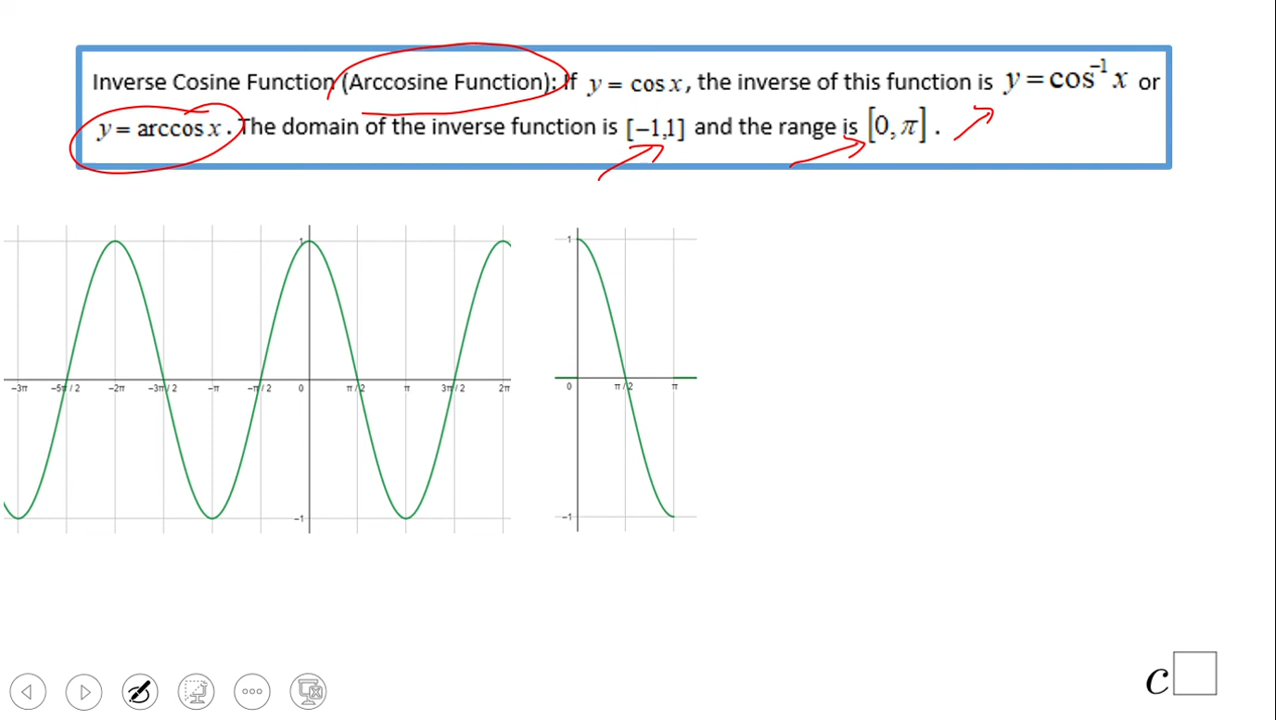 Inverse Cosine Function (Arccosine Function): If y = cos x, the inverse of this function is y = cos⁻¹ x or
y = arccos x. The domain of the inverse function is [−1,1] and the range is [0, π].
1
1
−3π −5π/2 −2π −3π/2 −π −π/2 0 π/2 π 3π/2 2π
0 π/2 π
−1
−1
c